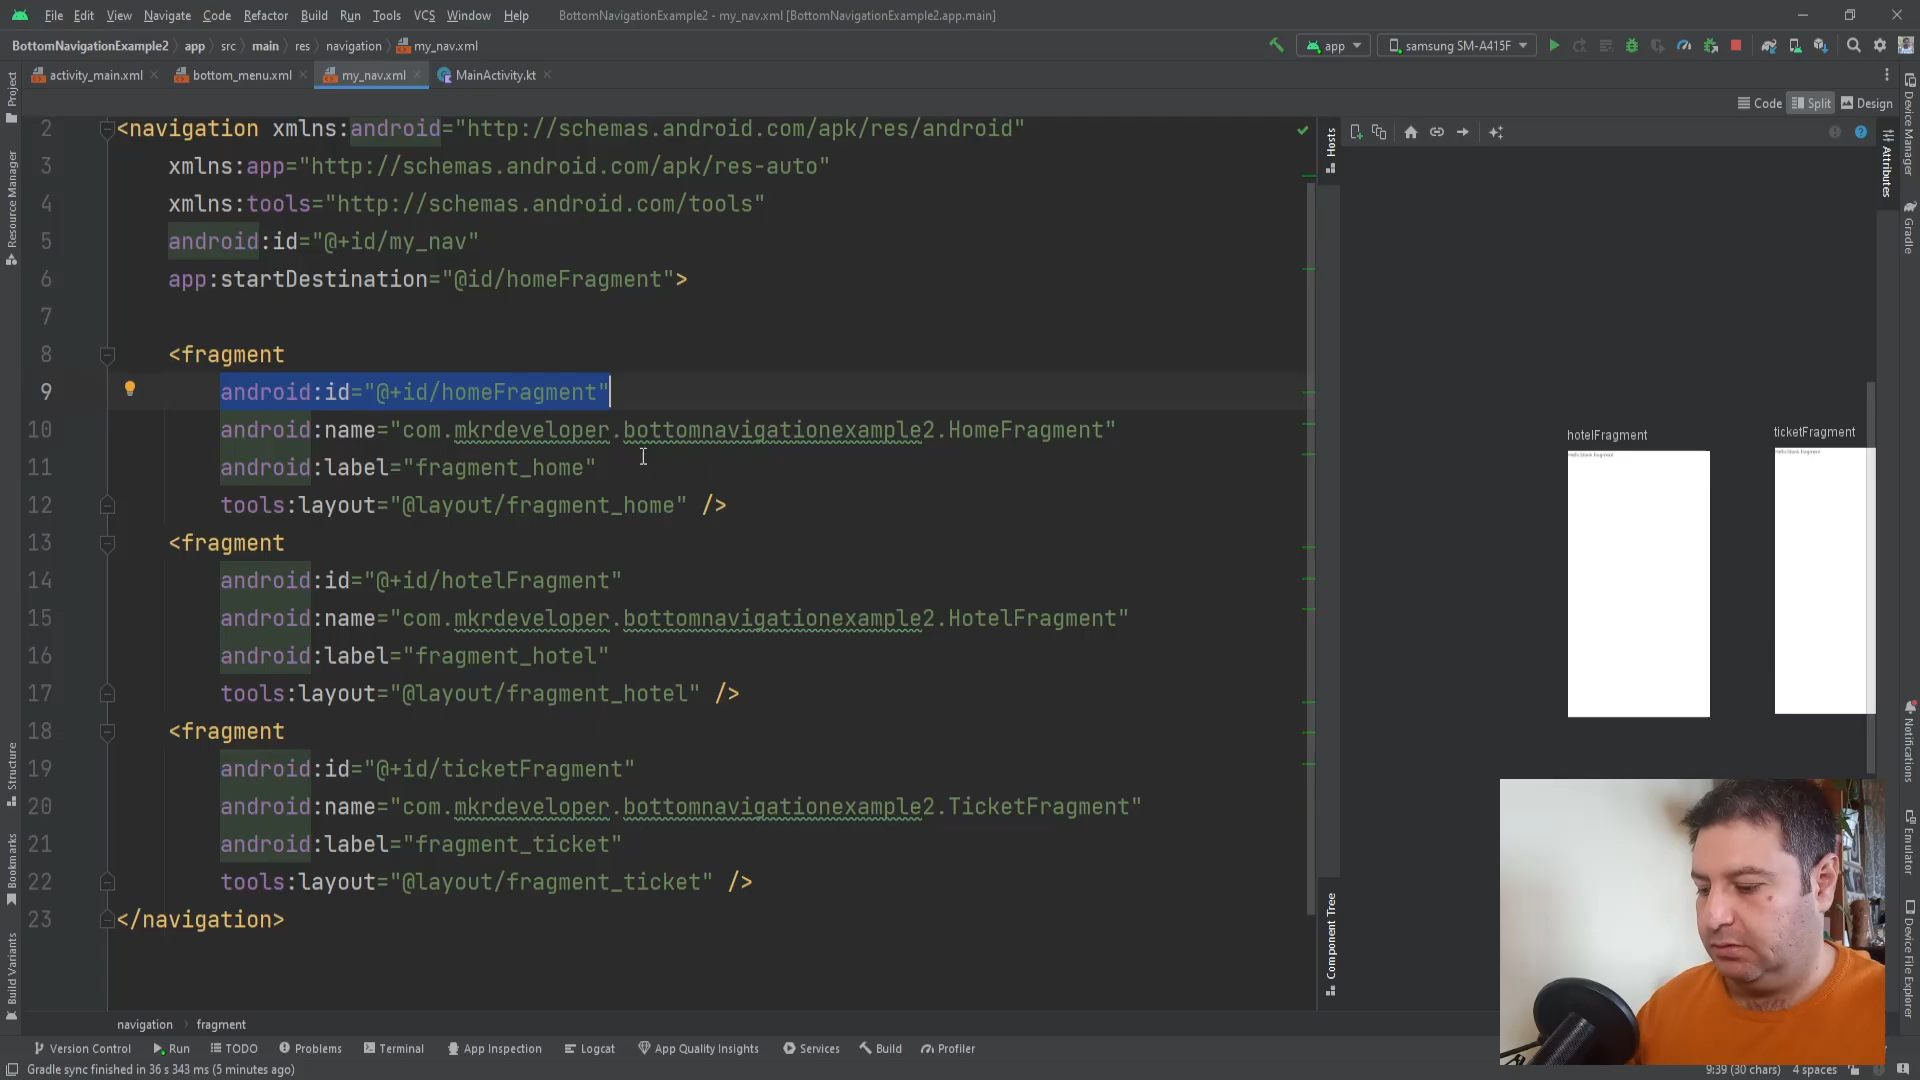 File Edit View Navigate Code Refactor Build Run Tools VCS Window Help BottomNavigationExample2 - my_nav.xml [BottomNavigationExample2.app.main]
BottomNavigationExample2 app src main res navigation my_nav.xml app samsung SM-A415F
activity_main.xml bottom_menu.xml my_nav.xml MainActivity.kt
Code Split Design
2 <navigation xmlns:android="http://schemas.android.com/apk/res/android"
3 xmlns:app="http://schemas.android.com/apk/res-auto"
4 xmlns:tools="http://schemas.android.com/tools"
5 android:id="@+id/my_nav"
6 app:startDestination="@id/homeFragment">
7
8 <fragment
9 android:id="@+id/homeFragment"
10 android:name="com.mkrdeveloper.bottomnavigationexample2.HomeFragment"
11 android:label="fragment_home"
12 tools:layout="@layout/fragment_home" />
13 <fragment
14 android:id="@+id/hotelFragment"
15 android:name="com.mkrdeveloper.bottomnavigationexample2.HotelFragment"
16 android:label="fragment_hotel"
17 tools:layout="@layout/fragment_hotel" />
18 <fragment
19 android:id="@+id/ticketFragment"
20 android:name="com.mkrdeveloper.bottomnavigationexample2.TicketFragment"
21 android:label="fragment_ticket"
22 tools:layout="@layout/fragment_ticket" />
23 </navigation>
Project
Resource Manager
Structure
Bookmarks
Build Variants
Hosts
Component Tree
hotelFragment
Hello blank fragment
ticketFragment
Hello blank fragment
Attributes
Device Manager
Gradle
Notifications
Emulator
Device File Explorer
navigation fragment
Version Control Run TODO Problems Terminal App Inspection Logcat App Quality Insights Services Build Profiler
Gradle sync finished in 36 s 343 ms (5 minutes ago) 9:39 (30 chars) 4 spaces